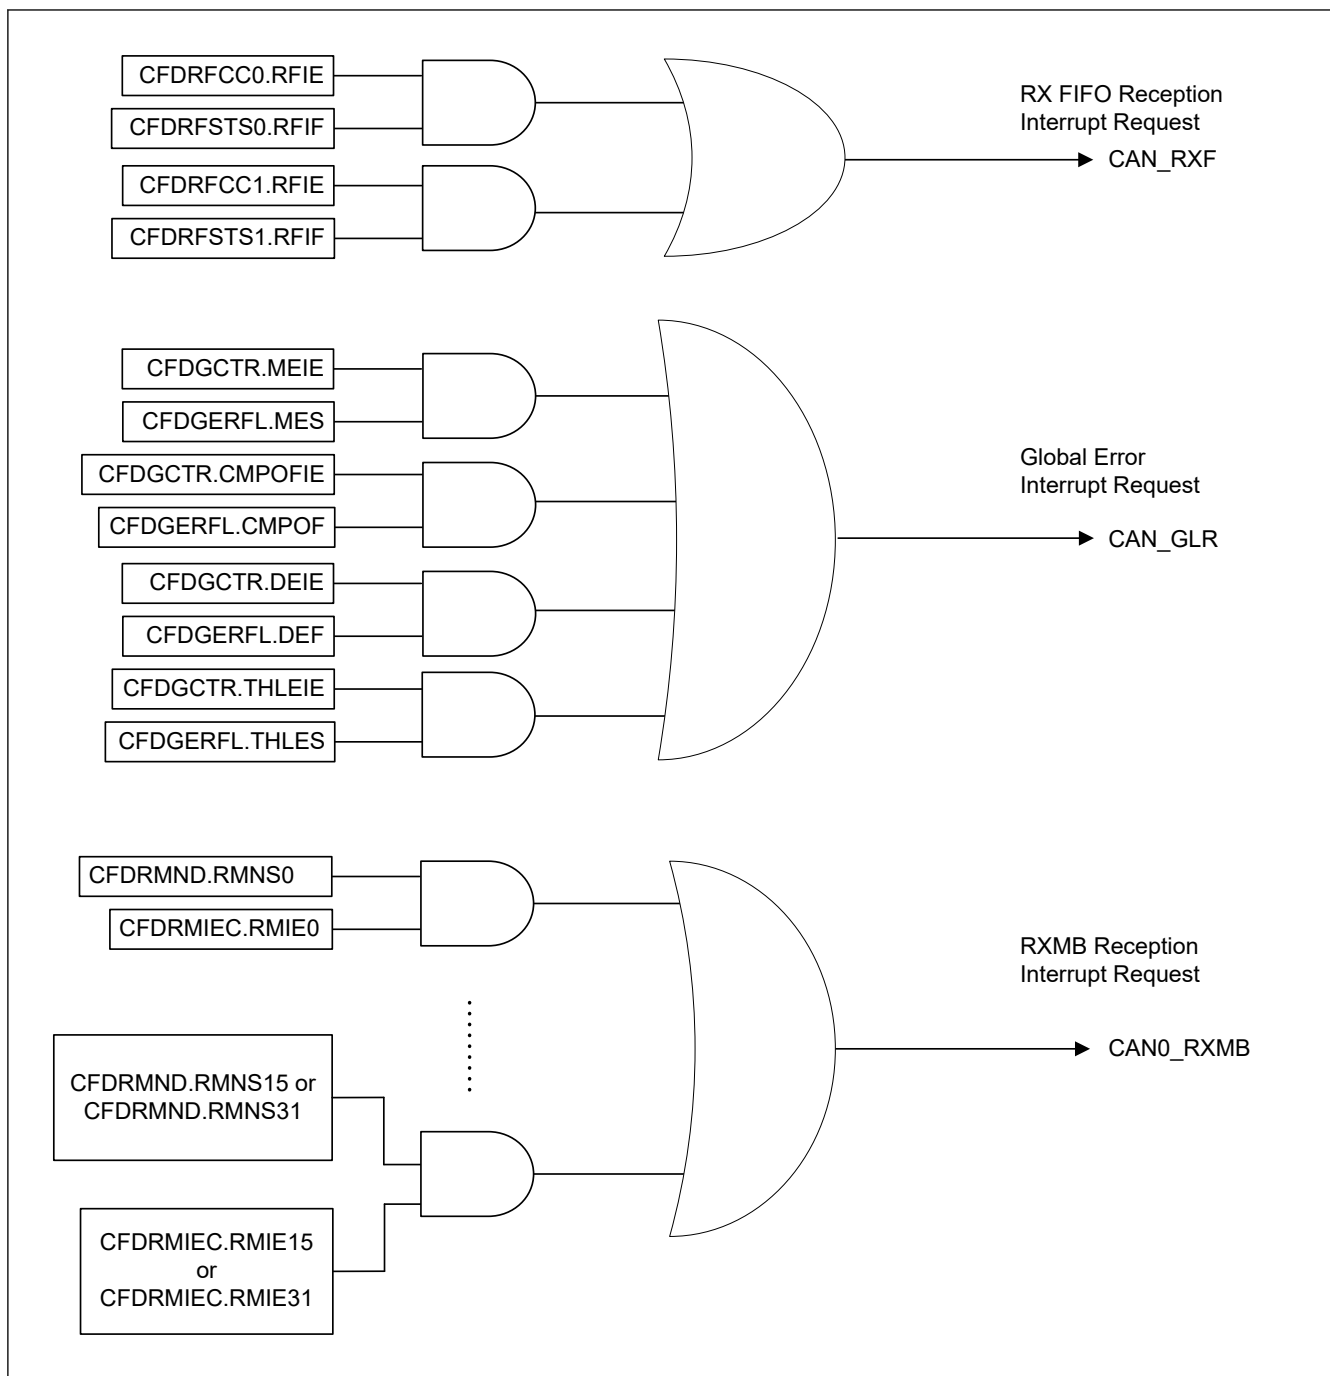 CFDRFCC0.RFIE
CFDRFSTS0.RFIF
CFDRFCC1.RFIE
CFDRFSTS1.RFIF
RX FIFO Reception
Interrupt Request
CAN_RXF
CFDGCTR.MEIE
CFDGERFL.MES
CFDGCTR.CMPOFIE
CFDGERFL.CMPOF
CFDGCTR.DEIE
CFDGERFL.DEF
CFDGCTR.THLEIE
CFDGERFL.THLES
Global Error
Interrupt Request
CAN_GLR
CFDRMND.RMNS0
CFDRMIEC.RMIE0
CFDRMND.RMNS15 or
CFDRMND.RMNS31
CFDRMIEC.RMIE15
or
CFDRMIEC.RMIE31
RXMB Reception
Interrupt Request
CAN0_RXMB